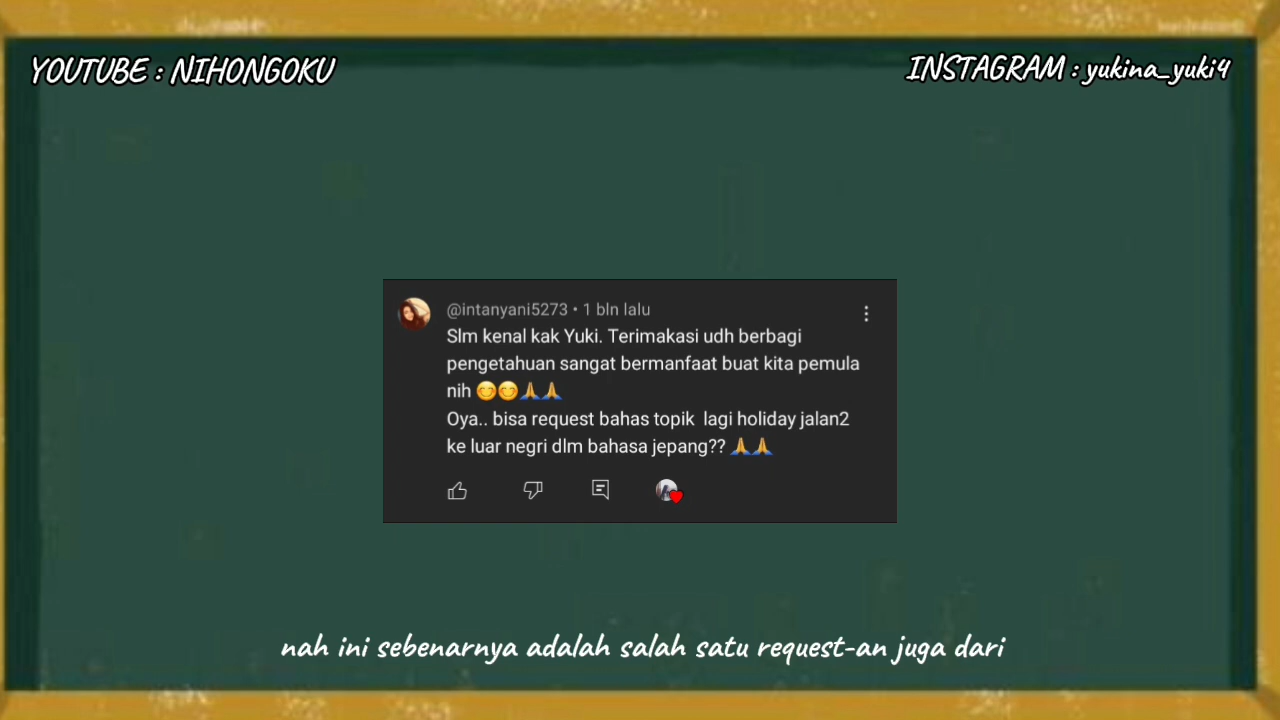 YOUTUBE : NIHONGOKU
INSTAGRAM : yukina_yuki4
@intanyani5273 • 1 bln lalu
Slm kenal kak Yuki. Terimakasi udh berbagi
pengetahuan sangat bermanfaat buat kita pemula
nih 😊😊🙏🙏
Oya.. bisa request bahas topik lagi holiday jalan2
ke luar negri dlm bahasa jepang?? 🙏🙏
nah ini sebenarnya adalah salah satu request-an juga dari